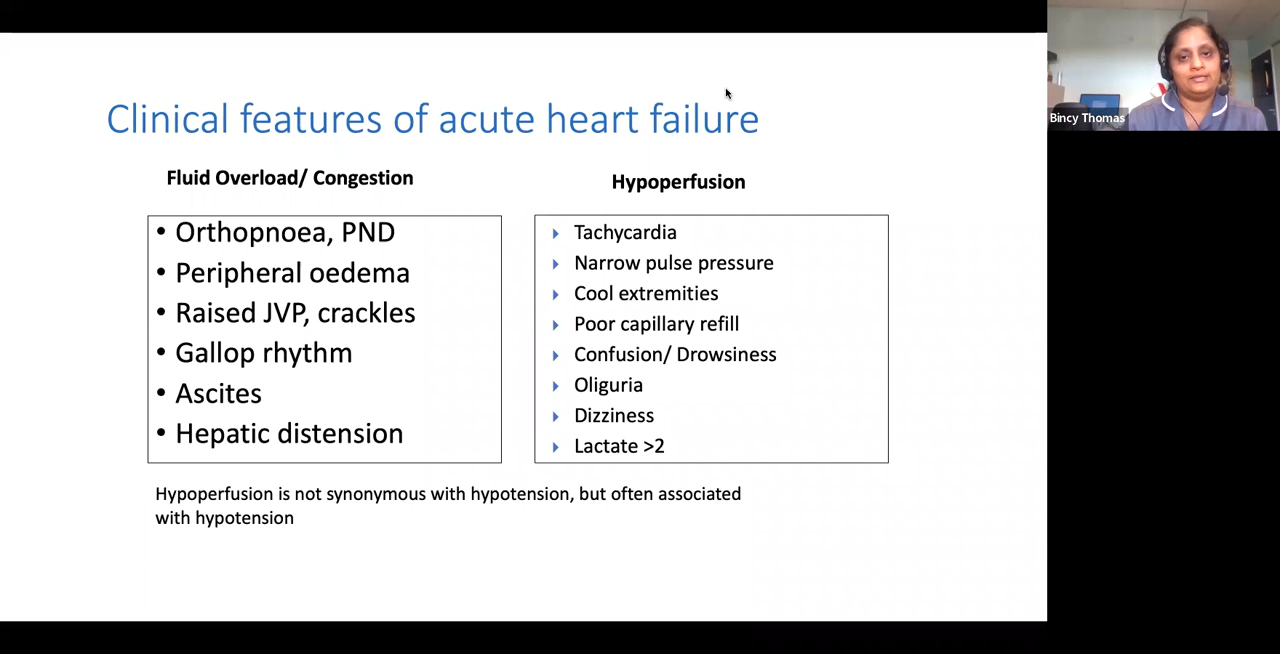 Clinical features of acute heart failure
Fluid Overload/ Congestion
• Orthopnoea, PND
• Peripheral oedema
• Raised JVP, crackles
• Gallop rhythm
• Ascites
• Hepatic distension
Hypoperfusion
Tachycardia
Narrow pulse pressure
Cool extremities
Poor capillary refill
Confusion/ Drowsiness
Oliguria
Dizziness
Lactate >2
Hypoperfusion is not synonymous with hypotension, but often associated
with hypotension
Bincy Thomas